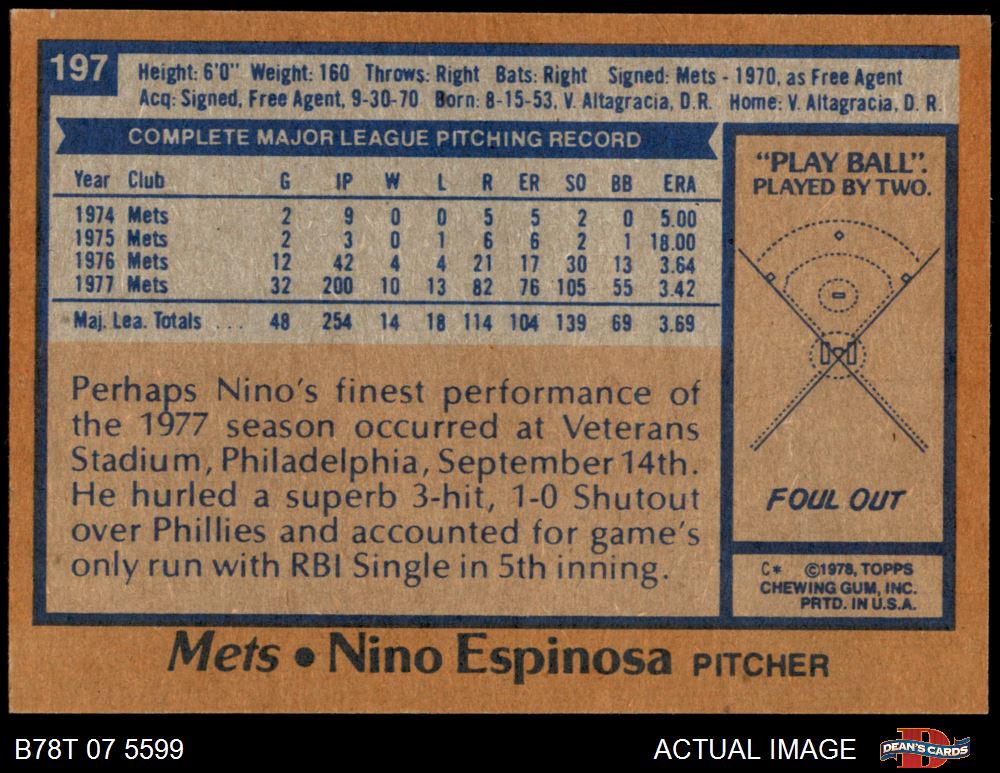 197
Height: 6'0" Weight: 160 Throws: Right Bats: Right Signed: Mets - 1970, as Free Agent
Acq: Signed, Free Agent, 9-30-70 Born: 8-15-53, V. Altagracia, D.R. Home: V. Altagracia, D. R.
COMPLETE MAJOR LEAGUE PITCHING RECORD
Year Club G IP W L R ER SO BB ERA
1974 Mets 2 9 0 0 5 5 2 0 5.00
1975 Mets 2 3 0 1 6 6 2 1 18.00
1976 Mets 12 42 4 4 21 17 30 13 3.64
1977 Mets 32 200 10 13 82 76 105 55 3.42
Maj. Lea. Totals ... 48 254 14 18 114 104 139 69 3.69
Perhaps Nino's finest performance of
the 1977 season occurred at Veterans
Stadium, Philadelphia, September 14th.
He hurled a superb 3-hit, 1-0 Shutout
over Phillies and accounted for game's
only run with RBI Single in 5th inning.
"PLAY BALL".
PLAYED BY TWO.
FOUL OUT
C* ©1978, TOPPS
CHEWING GUM, INC.
PRTD. IN U.S.A.
Mets • Nino Espinosa PITCHER
B78T 07 5599
ACTUAL IMAGE
DEAN'S CARDS